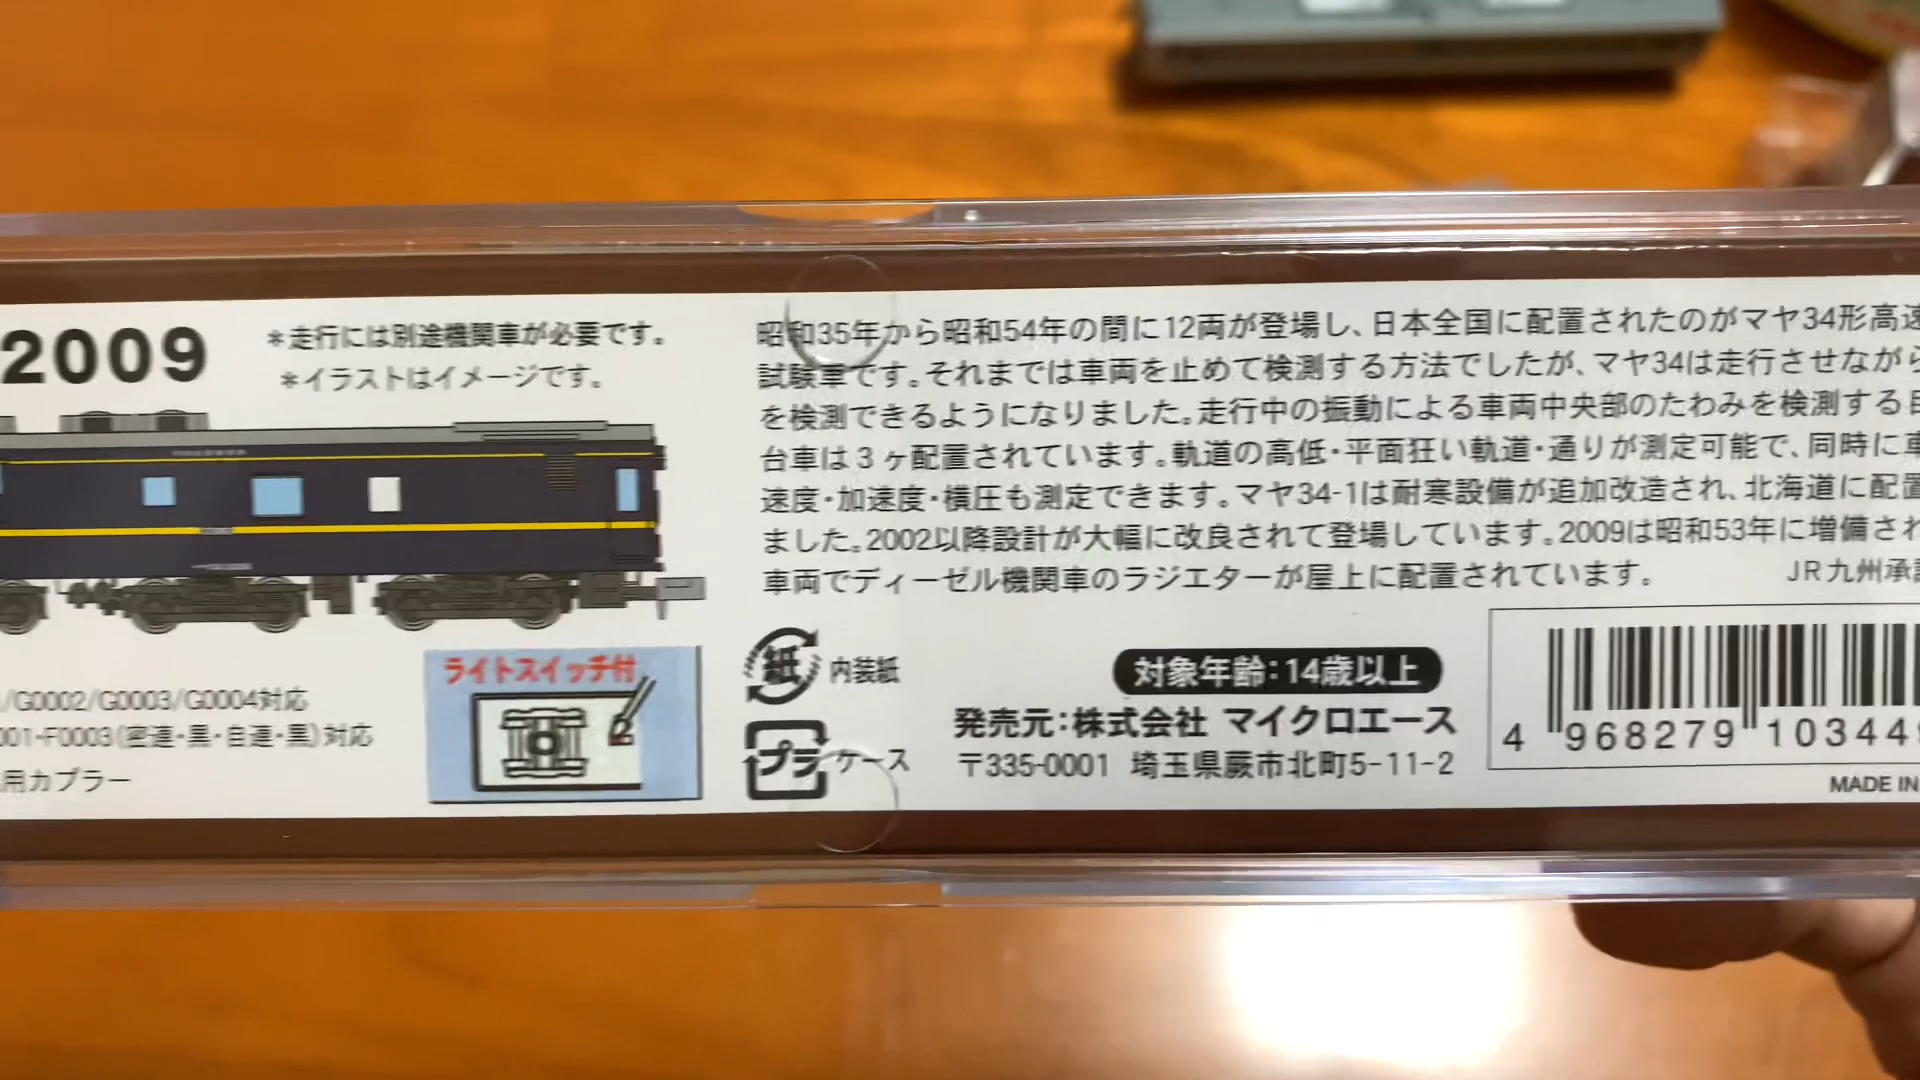 2009
*走行には別途機関車が必要です。
*イラストはイメージです。
昭和35年から昭和54年の間に12両が登場し、日本全国に配置されたのがマヤ34形高速
試験車です。それまでは車両を止めて検測する方法でしたが、マヤ34は走行させながら
を検測できるようになりました。走行中の振動による車両中央部のたわみを検測する
台車は3ヶ配置されています。軌道の高低・平面狂い軌道・通りが測定可能で、同時に車
速度・加速度・横圧も測定できます。マヤ34-1は耐寒設備が追加改造され、北海道に配置
ました。2002以降設計が大幅に改良されて登場しています。2009は昭和53年に増備され
車両でディーゼル機関車のラジエターが屋上に配置されています。
JR九州承認
/G0002/G0003/G0004対応
001-F0003(密連・黒・自連・黒)対応
用カプラー
ライトスイッチ付
紙 内装紙
プラ ケース
対象年齢:14歳以上
発売元:株式会社 マイクロエース
〒335-0001 埼玉県蕨市北町5-11-2
4 968279 103449
MADE IN